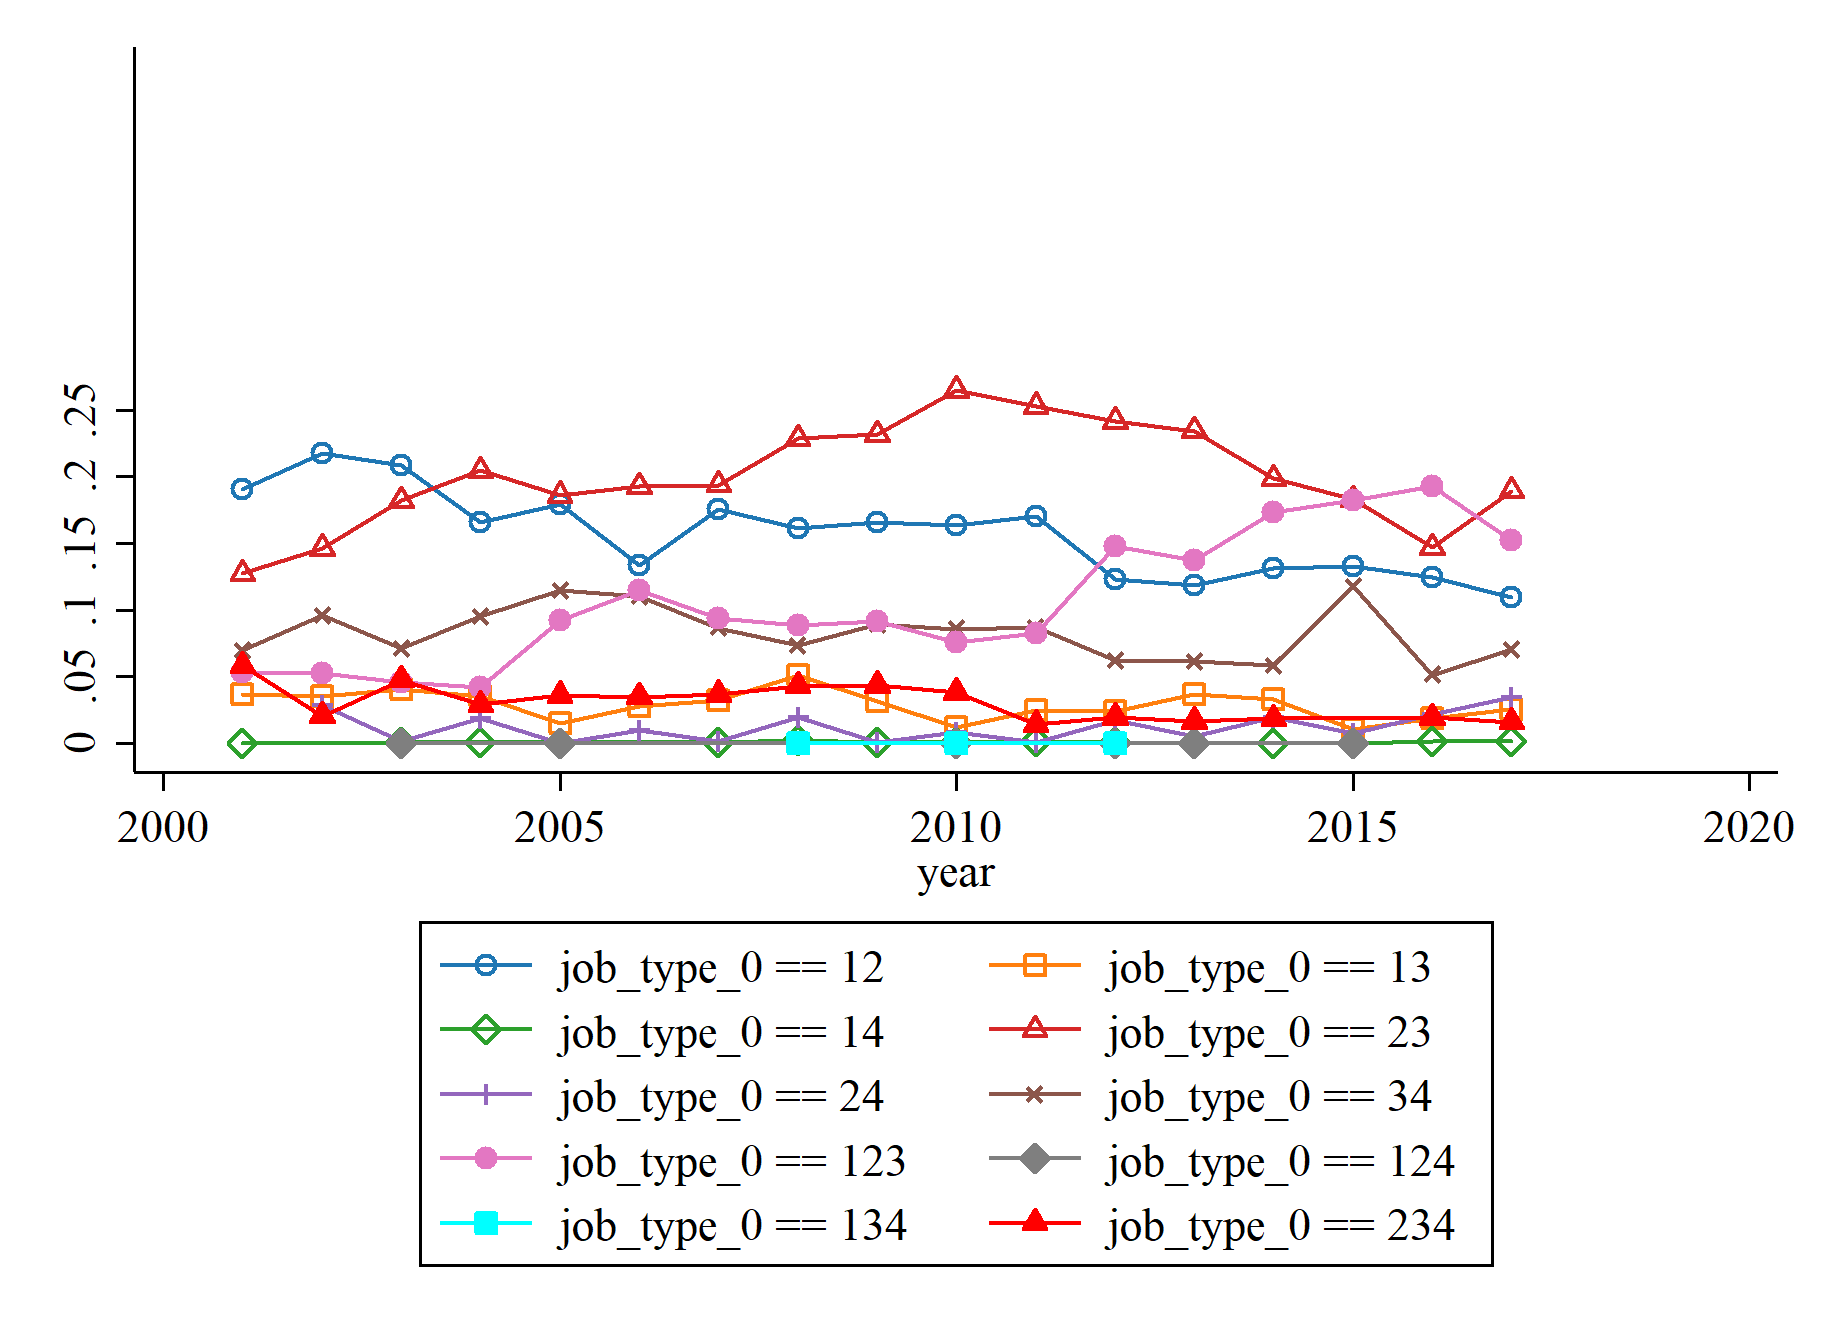 .25
.2
.15
.1
.05
0
2000 2005 2010 2015 2020
year
job_type_0 == 12 job_type_0 == 13
job_type_0 == 14 job_type_0 == 23
job_type_0 == 24 job_type_0 == 34
job_type_0 == 123 job_type_0 == 124
job_type_0 == 134 job_type_0 == 234